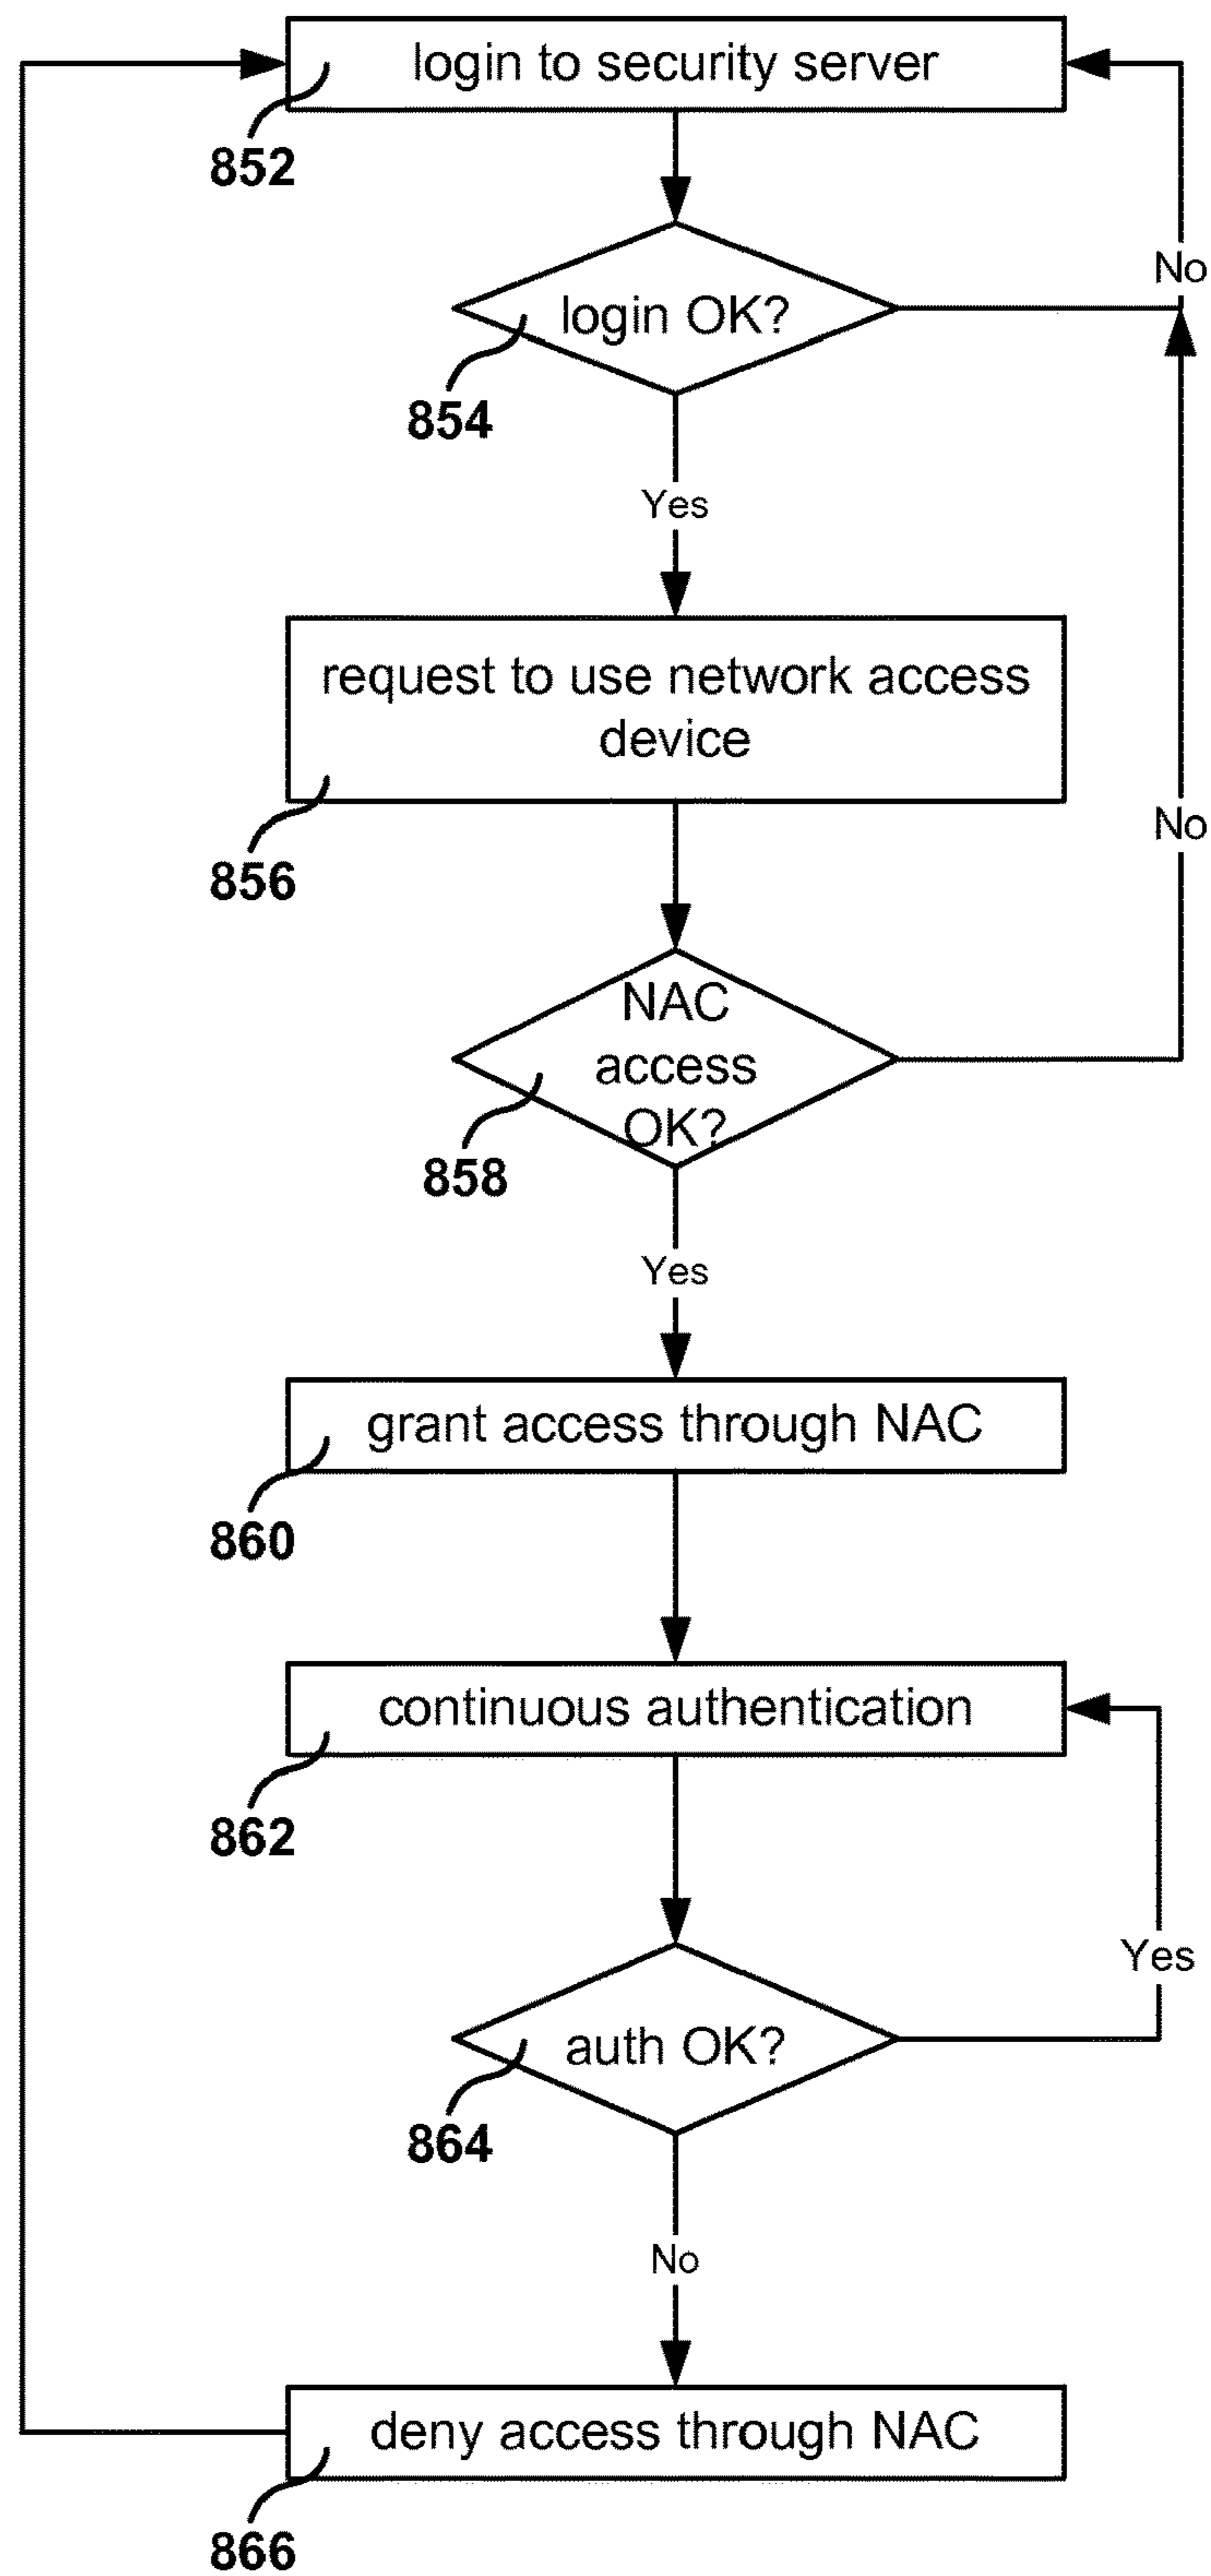 login to security server
852
No
login OK?
854
Yes
request to use network access
device
856
No
NAC
access
OK?
858
Yes
grant access through NAC
860
continuous authentication
862
Yes
auth OK?
864
No
deny access through NAC
866